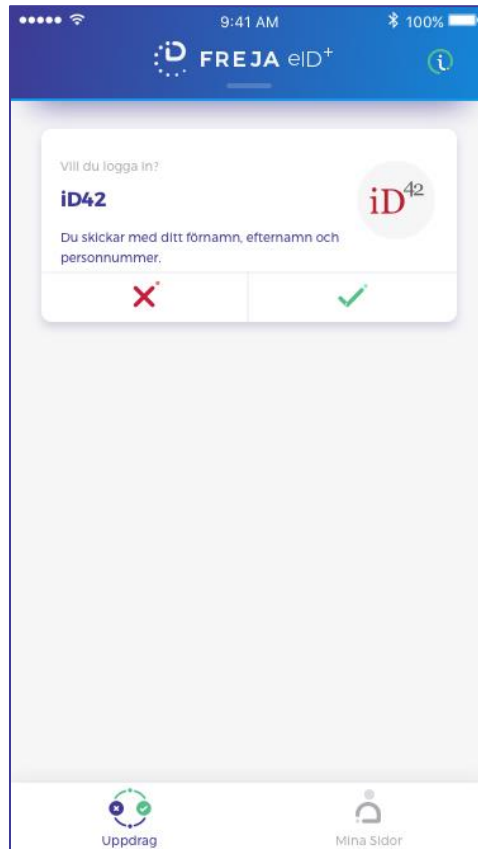 9:41 AM
100%
iD FREJA eID+
Vill du logga in?
iD42
iD42
Du skickar med ditt förnamn, efternamn och
personnummer.
Uppdrag
Mina Sidor